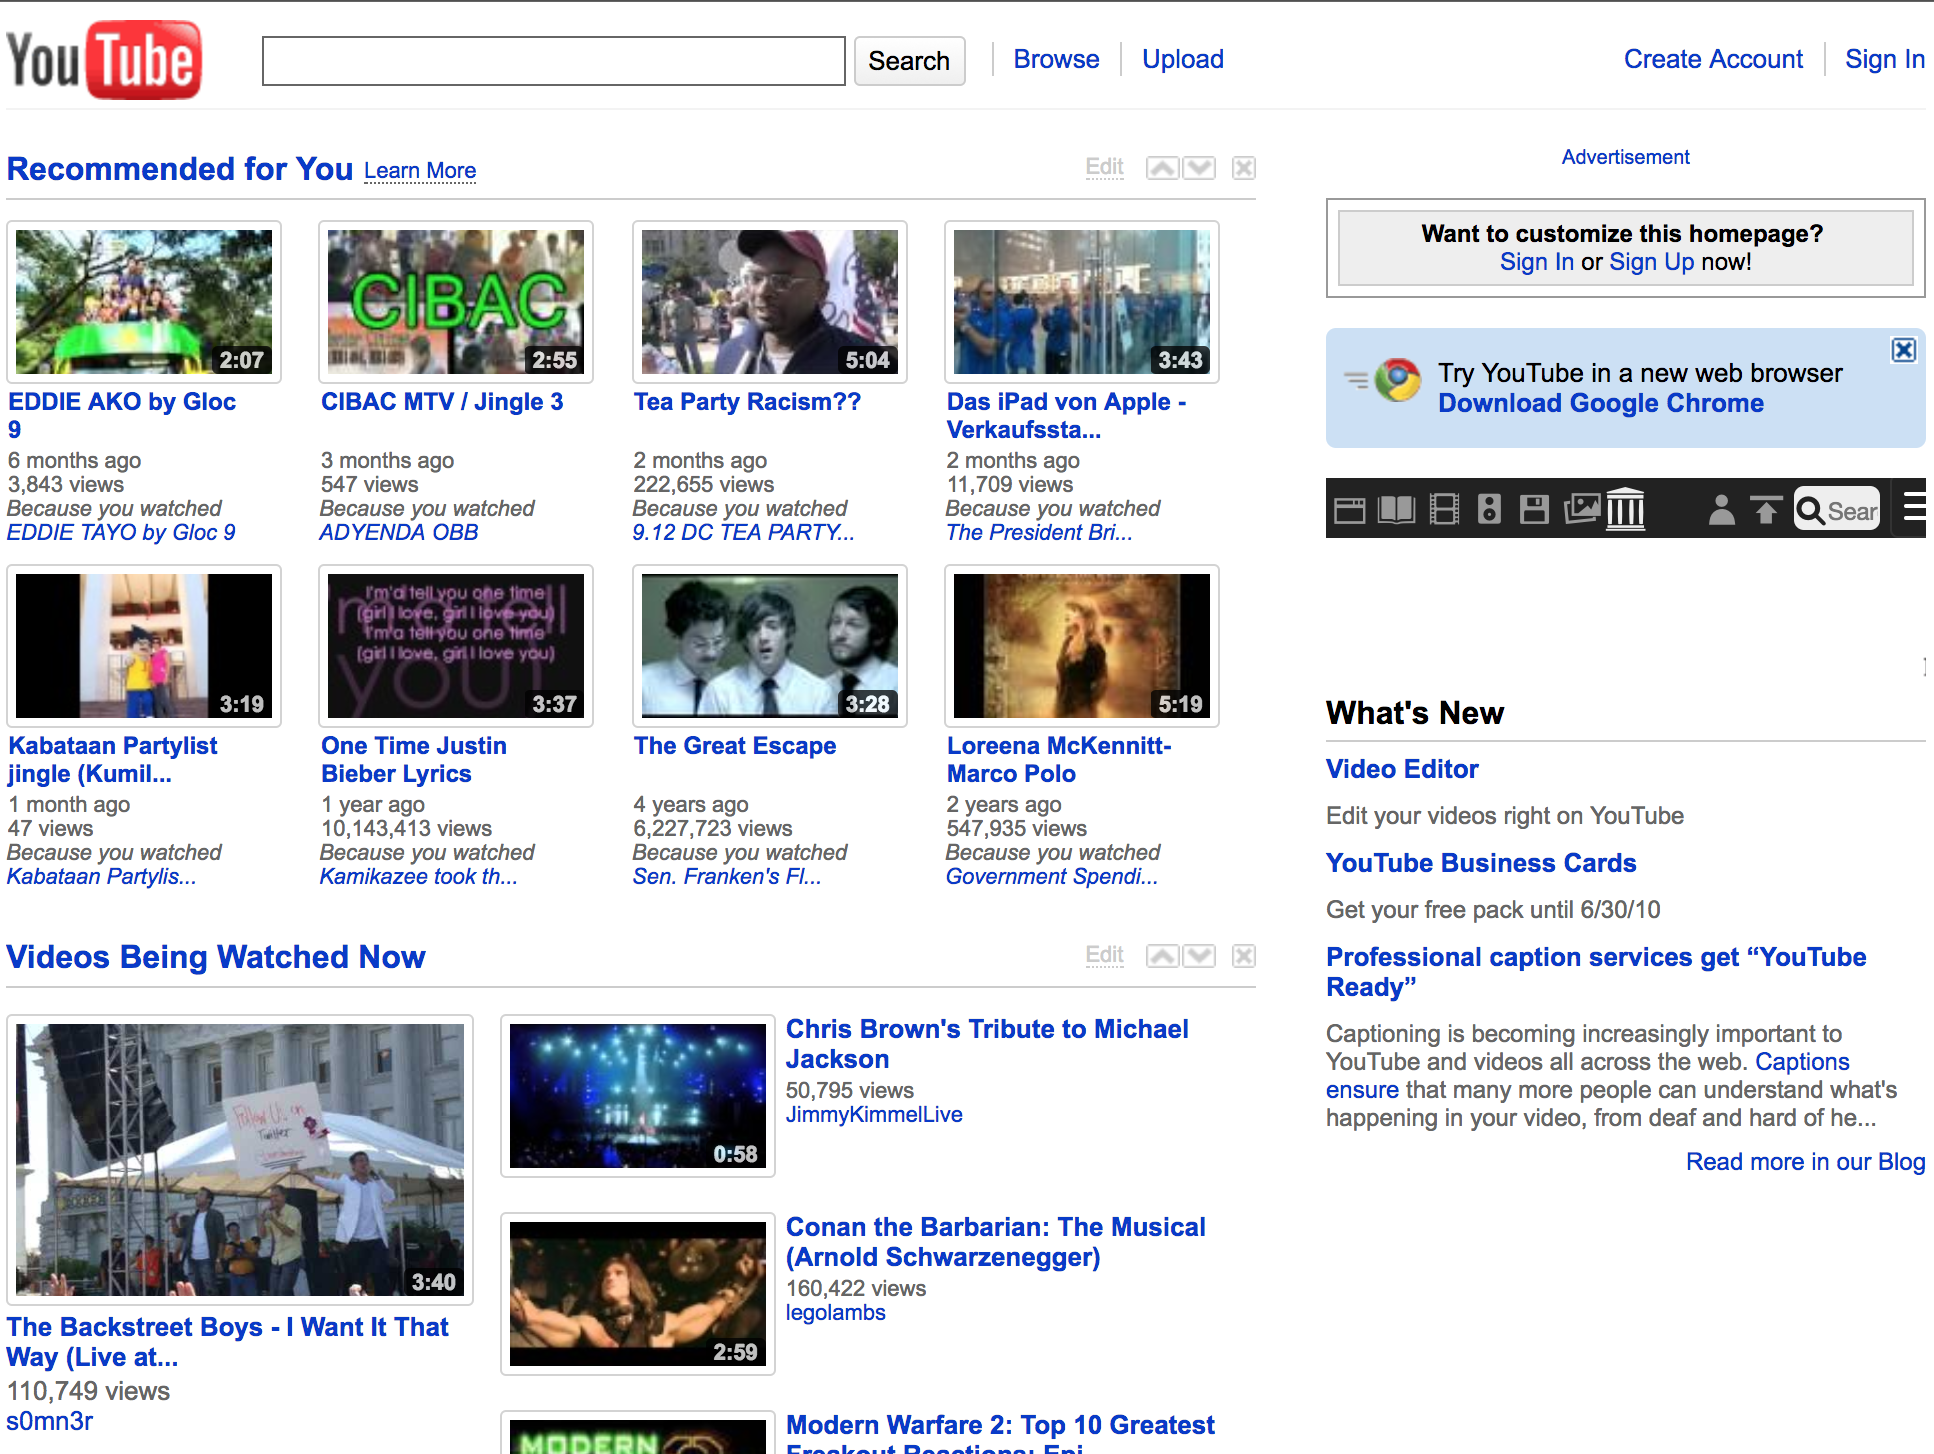 YouTube
Search
Browse
Upload
Create Account
Sign In
Recommended for You Learn More
Edit
2:07
EDDIE AKO by Gloc
9
6 months ago
3,843 views
Because you watched
EDDIE TAYO by Gloc 9
CIBAC
2:55
CIBAC MTV / Jingle 3
3 months ago
547 views
Because you watched
ADYENDA OBB
5:04
Tea Party Racism??
2 months ago
222,655 views
Because you watched
9.12 DC TEA PARTY...
3:43
Das iPad von Apple -
Verkaufssta...
2 months ago
11,709 views
Because you watched
The President Bri...
3:19
Kabataan Partylist
jingle (Kumil...
1 month ago
47 views
Because you watched
Kabataan Partylis...
I'm'a tell you one time
(girl I love, girl I love you)
I'm'a tell you one time
(girl I love, girl I love you)
3:37
One Time Justin
Bieber Lyrics
1 year ago
10,143,413 views
Because you watched
Kamikazee took th...
3:28
The Great Escape
4 years ago
6,227,723 views
Because you watched
Sen. Franken's Fl...
5:19
Loreena McKennitt-
Marco Polo
2 years ago
547,935 views
Because you watched
Government Spendi...
Videos Being Watched Now
Edit
Follow Us on
Twitter
3:40
The Backstreet Boys - I Want It That
Way (Live at...
110,749 views
s0mn3r
0:58
Chris Brown's Tribute to Michael
Jackson
50,795 views
JimmyKimmelLive
2:59
Conan the Barbarian: The Musical
(Arnold Schwarzenegger)
160,422 views
legolambs
MODERN
Modern Warfare 2: Top 10 Greatest
Freakout Reactions: Epi...
Advertisement
Want to customize this homepage?
Sign In or Sign Up now!
Try YouTube in a new web browser
Download Google Chrome
Sear
What's New
Video Editor
Edit your videos right on YouTube
YouTube Business Cards
Get your free pack until 6/30/10
Professional caption services get “YouTube
Ready”
Captioning is becoming increasingly important to
YouTube and videos all across the web. Captions
ensure that many more people can understand what's
happening in your video, from deaf and hard of he...
Read more in our Blog